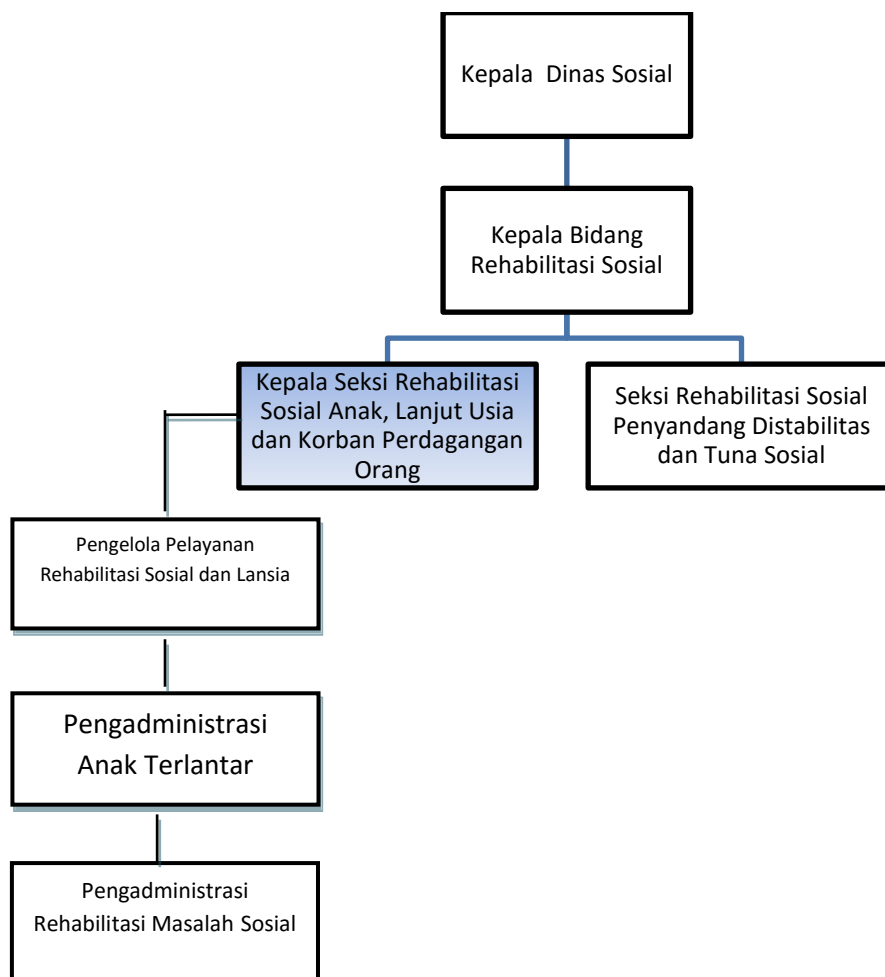 Kepala Dinas Sosial
Kepala Bidang
Rehabilitasi Sosial
Kepala Seksi Rehabilitasi
Sosial Anak, Lanjut Usia
dan Korban Perdagangan
Orang
Seksi Rehabilitasi Sosial
Penyandang Distabilitas
dan Tuna Sosial
Pengelola Pelayanan
Rehabilitasi Sosial dan Lansia
Pengadministrasi
Anak Terlantar
Pengadministrasi
Rehabilitasi Masalah Sosial